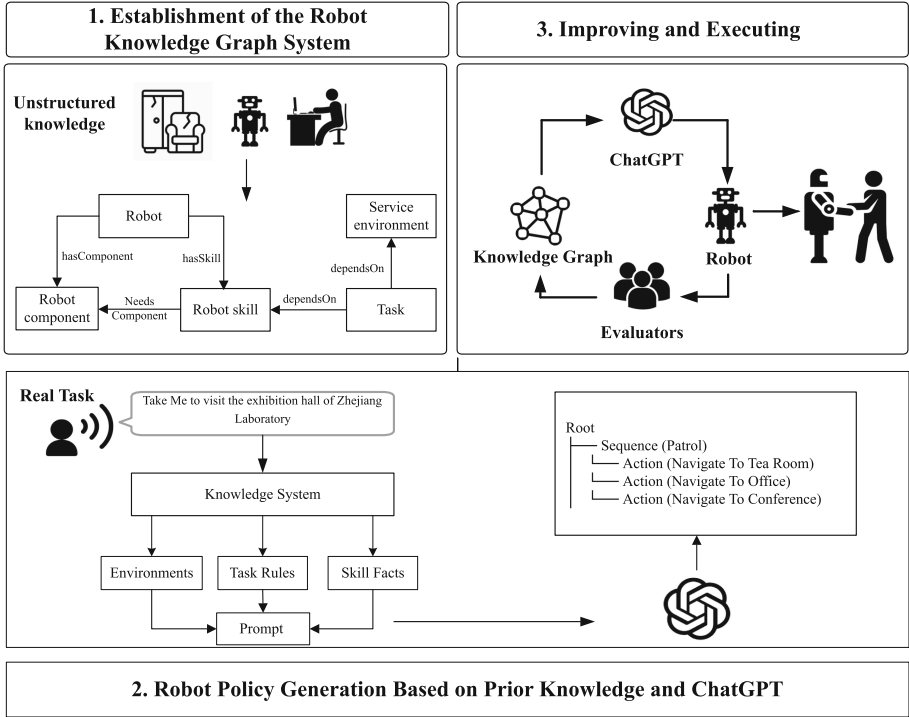 1. Establishment of the Robot
Knowledge Graph System
Unstructured
knowledge
Robot
Service
environment
hasComponent
hasSkill
dependsOn
Robot
component
Needs
Component
Robot skill
dependsOn
Task
3. Improving and Executing
ChatGPT
Knowledge Graph
Robot
Evaluators
Real Task
Take Me to visit the exhibition hall of Zhejiang
Laboratory
Knowledge System
Environments
Task Rules
Skill Facts
Prompt
Root
Sequence (Patrol)
Action (Navigate To Tea Room)
Action (Navigate To Office)
Action (Navigate To Conference)
2. Robot Policy Generation Based on Prior Knowledge and ChatGPT